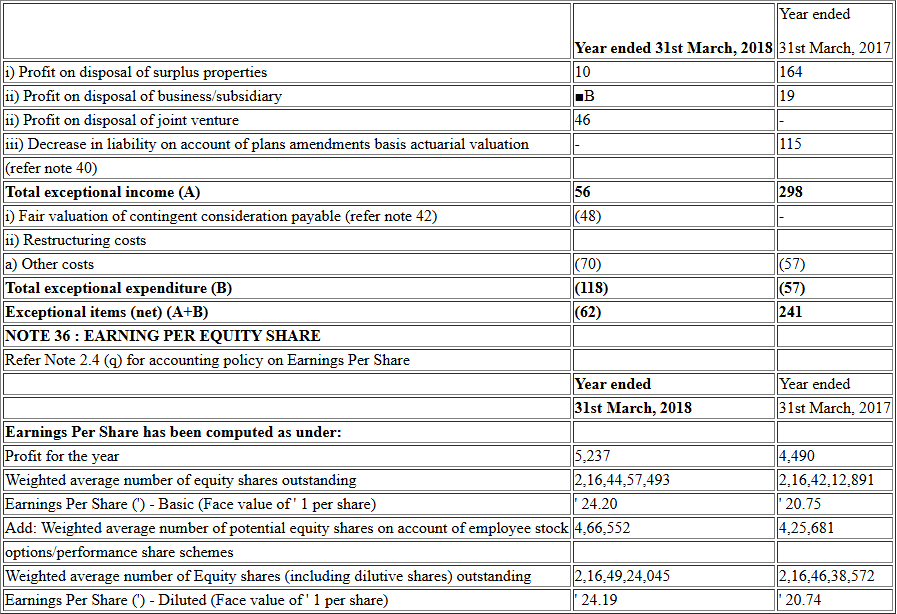 Year ended
Year ended 31st March, 2018 31st March, 2017
i) Profit on disposal of surplus properties 10 164
ii) Profit on disposal of business/subsidiary ■B 19
ii) Profit on disposal of joint venture 46 -
iii) Decrease in liability on account of plans amendments basis actuarial valuation - 115
(refer note 40)
Total exceptional income (A) 56 298
i) Fair valuation of contingent consideration payable (refer note 42) (48) -
ii) Restructuring costs
a) Other costs (70) (57)
Total exceptional expenditure (B) (118) (57)
Exceptional items (net) (A+B) (62) 241
NOTE 36 : EARNING PER EQUITY SHARE
Refer Note 2.4 (q) for accounting policy on Earnings Per Share
Year ended Year ended
31st March, 2018 31st March, 2017
Earnings Per Share has been computed as under:
Profit for the year 5,237 4,490
Weighted average number of equity shares outstanding 2,16,44,57,493 2,16,42,12,891
Earnings Per Share (') - Basic (Face value of ' 1 per share) ' 24.20 ' 20.75
Add: Weighted average number of potential equity shares on account of employee stock 4,66,552 4,25,681
options/performance share schemes
Weighted average number of Equity shares (including dilutive shares) outstanding 2,16,49,24,045 2,16,46,38,572
Earnings Per Share (') - Diluted (Face value of ' 1 per share) ' 24.19 ' 20.74